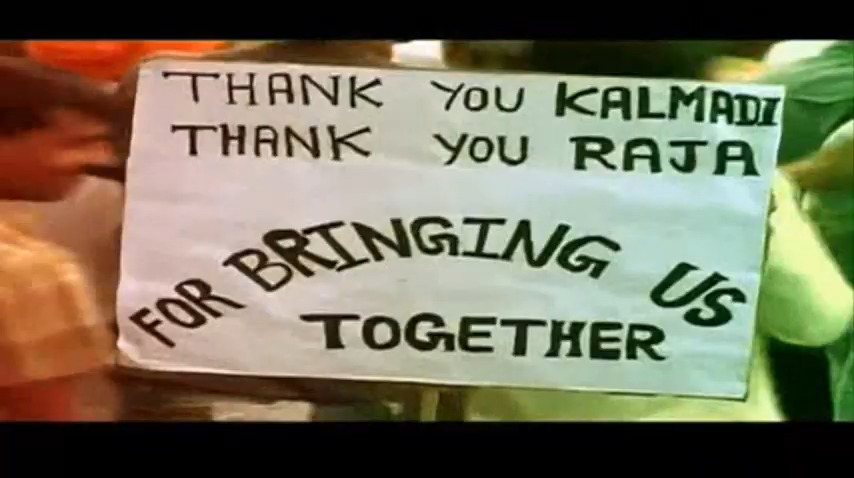 THANK YOU KALMADI
THANK YOU RAJA
FOR BRINGING US
TOGETHER